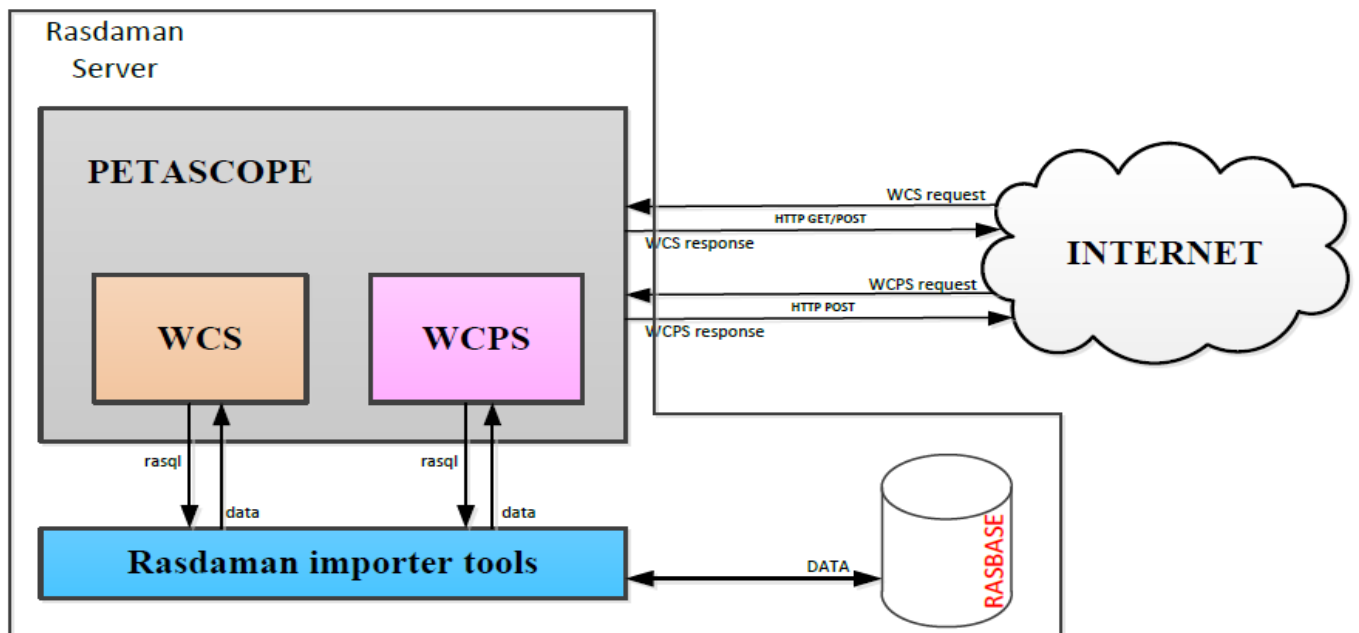 Rasdaman
Server
PETASCOPE
WCS request
HTTP GET/POST
WCS response
INTERNET
WCPS request
HTTP POST
WCPS response
WCS
WCPS
rasql
data
rasql
data
Rasdaman importer tools
DATA
RASBASE